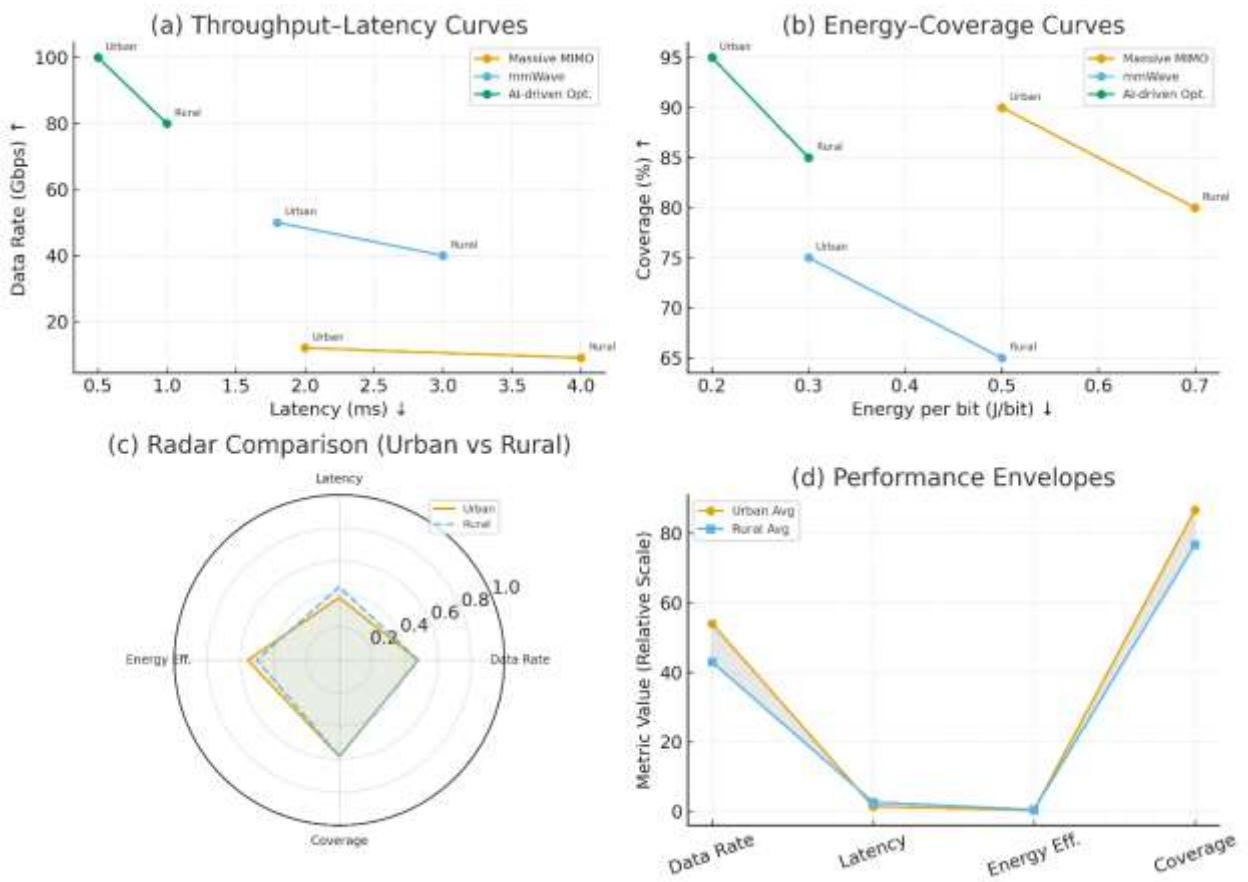 (a) Throughput–Latency Curves
Data Rate (Gbps) ↑
100
80
60
40
20
Urban
Rural
Urban
Rural
Urban
Rural
Massive MIMO
mmWave
AI-driven Opt.
0.5 1.0 1.5 2.0 2.5 3.0 3.5 4.0
Latency (ms) ↓
(b) Energy–Coverage Curves
Coverage (%) ↑
95
90
85
80
75
70
65
Urban
Rural
Urban
Rural
Urban
Rural
Massive MIMO
mmWave
AI-driven Opt.
0.2 0.3 0.4 0.5 0.6 0.7
Energy per bit (J/bit) ↓
(c) Radar Comparison (Urban vs Rural)
Latency
Urban
Rural
0.2 0.4 0.6 0.8 1.0
Energy Eff.
Data Rate
Coverage
(d) Performance Envelopes
Metric Value (Relative Scale)
80
60
40
20
0
Urban Avg
Rural Avg
Data Rate
Latency
Energy Eff.
Coverage